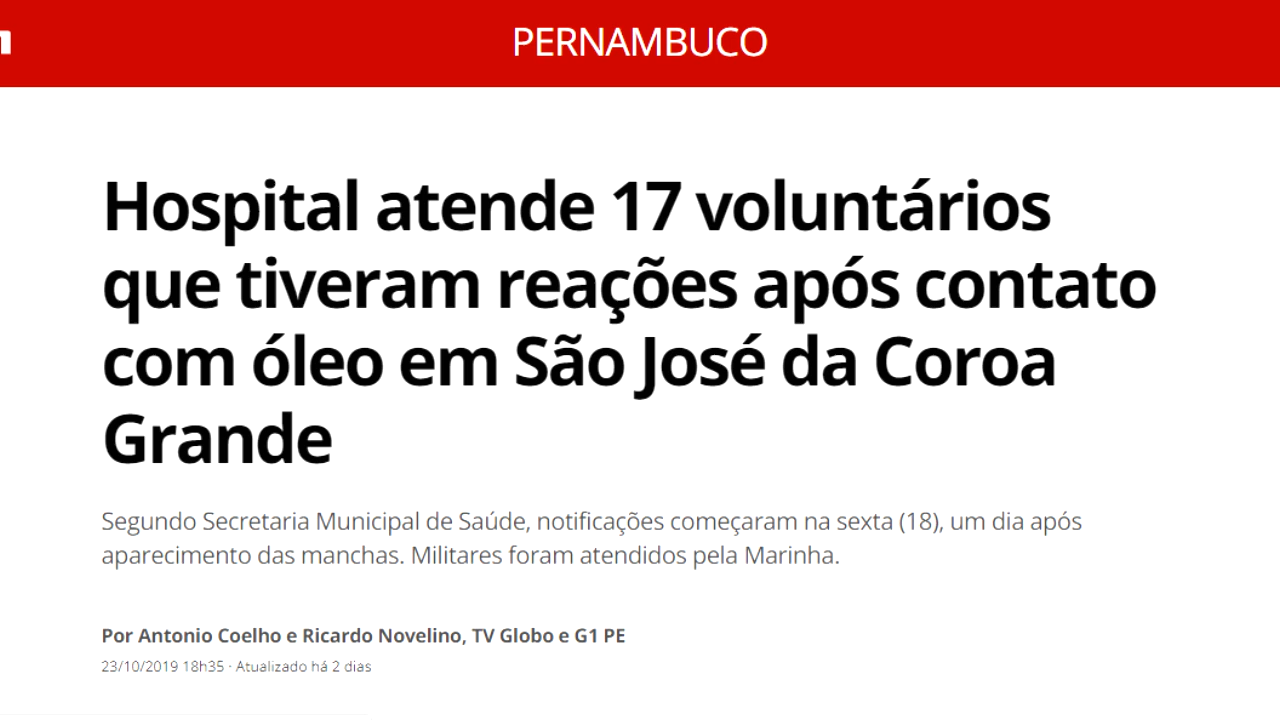 PERNAMBUCO
Hospital atende 17 voluntários
que tiveram reações após contato
com óleo em São José da Coroa
Grande
Segundo Secretaria Municipal de Saúde, notificações começaram na sexta (18), um dia após
aparecimento das manchas. Militares foram atendidos pela Marinha.
Por Antonio Coelho e Ricardo Novelino, TV Globo e G1 PE
23/10/2019 18h35 · Atualizado há 2 dias